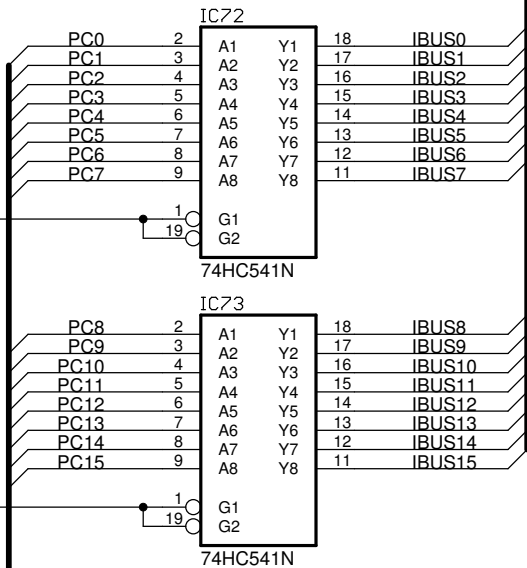 IC72
PC0 2 A1 Y1 18 IBUS0
PC1 3 A2 Y2 17 IBUS1
PC2 4 A3 Y3 16 IBUS2
PC3 5 A4 Y4 15 IBUS3
PC4 6 A5 Y5 14 IBUS4
PC5 7 A6 Y6 13 IBUS5
PC6 8 A7 Y7 12 IBUS6
PC7 9 A8 Y8 11 IBUS7
1 G1
19 G2
74HC541N
IC73
PC8 2 A1 Y1 18 IBUS8
PC9 3 A2 Y2 17 IBUS9
PC10 4 A3 Y3 16 IBUS10
PC11 5 A4 Y4 15 IBUS11
PC12 6 A5 Y5 14 IBUS12
PC13 7 A6 Y6 13 IBUS13
PC14 8 A7 Y7 12 IBUS14
PC15 9 A8 Y8 11 IBUS15
1 G1
19 G2
74HC541N